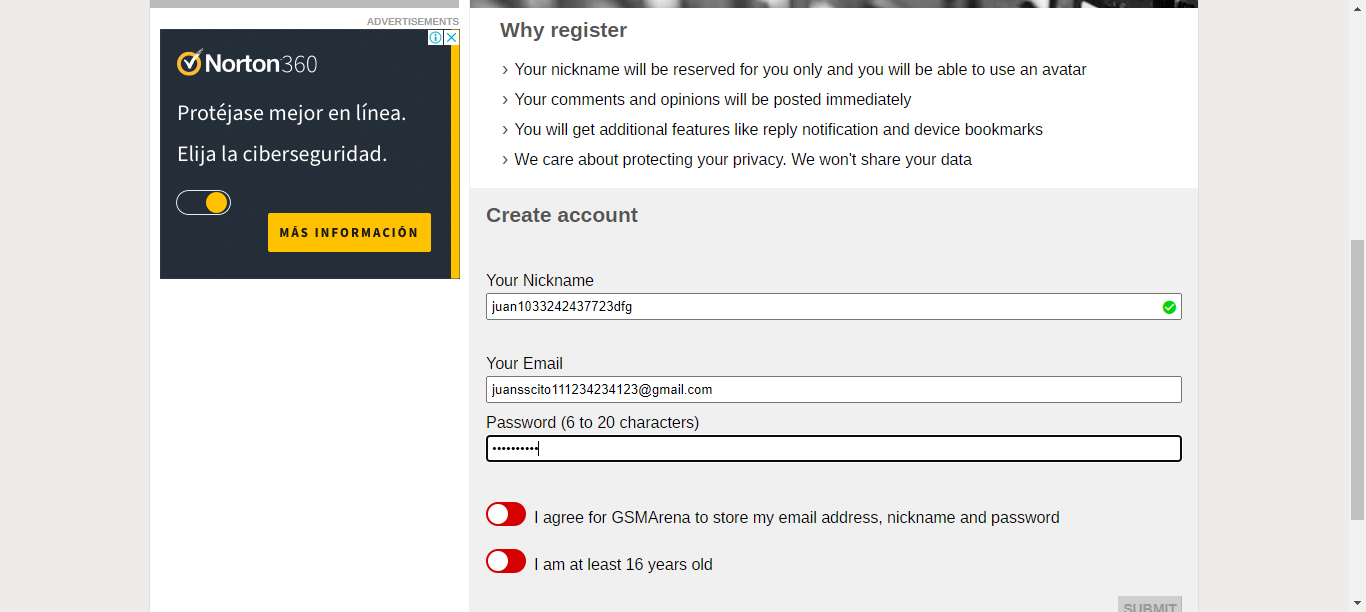 ADVERTISEMENTS
Norton360
Protéjase mejor en línea.
Elija la ciberseguridad.
MÁS INFORMACIÓN
Why register
› Your nickname will be reserved for you only and you will be able to use an avatar
› Your comments and opinions will be posted immediately
› You will get additional features like reply notification and device bookmarks
› We care about protecting your privacy. We won't share your data
Create account
Your Nickname
juan1033242437723dfg
Your Email
juansscito111234234123@gmail.com
Password (6 to 20 characters)
••••••••••
I agree for GSMArena to store my email address, nickname and password
I am at least 16 years old
SUBMIT